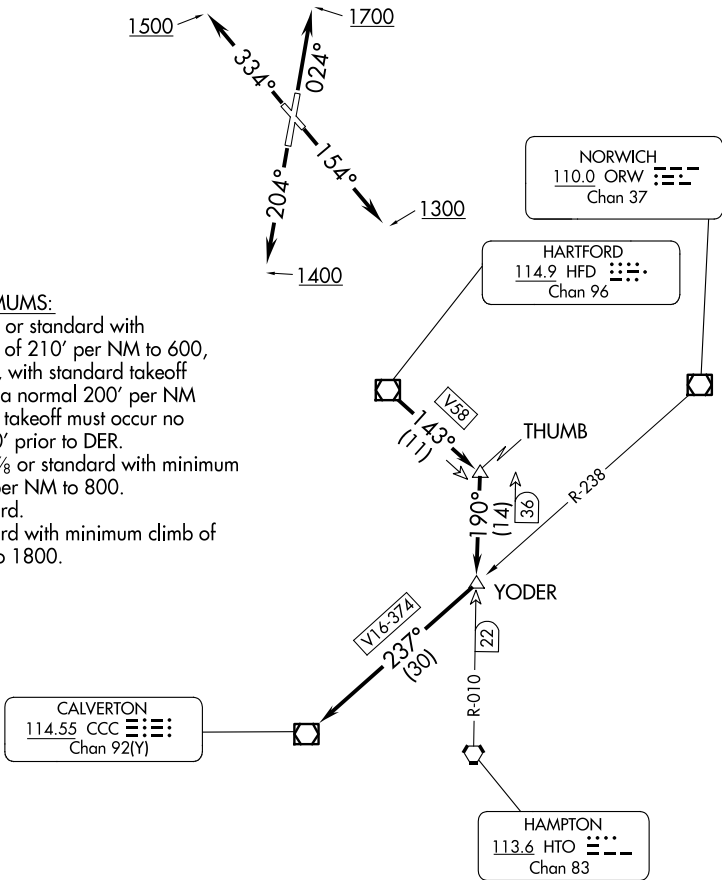 1500
1700
334°
024°
154°
204°
1300
1400
NORWICH
110.0 ORW
Chan 37
HARTFORD
114.9 HFD
Chan 96
MUMS:
or standard with
of 210' per NM to 600,
with standard takeoff
a normal 200' per NM
takeoff must occur no
0' prior to DER.
⅞ or standard with minimum
per NM to 800.
rd.
rd with minimum climb of
o 1800.
V58
143°
(11)
THUMB
190°
(14)
36
R-238
YODER
V16-374
237°
(30)
22
R-010
CALVERTON
114.55 CCC
Chan 92(Y)
HAMPTON
113.6 HTO
Chan 83